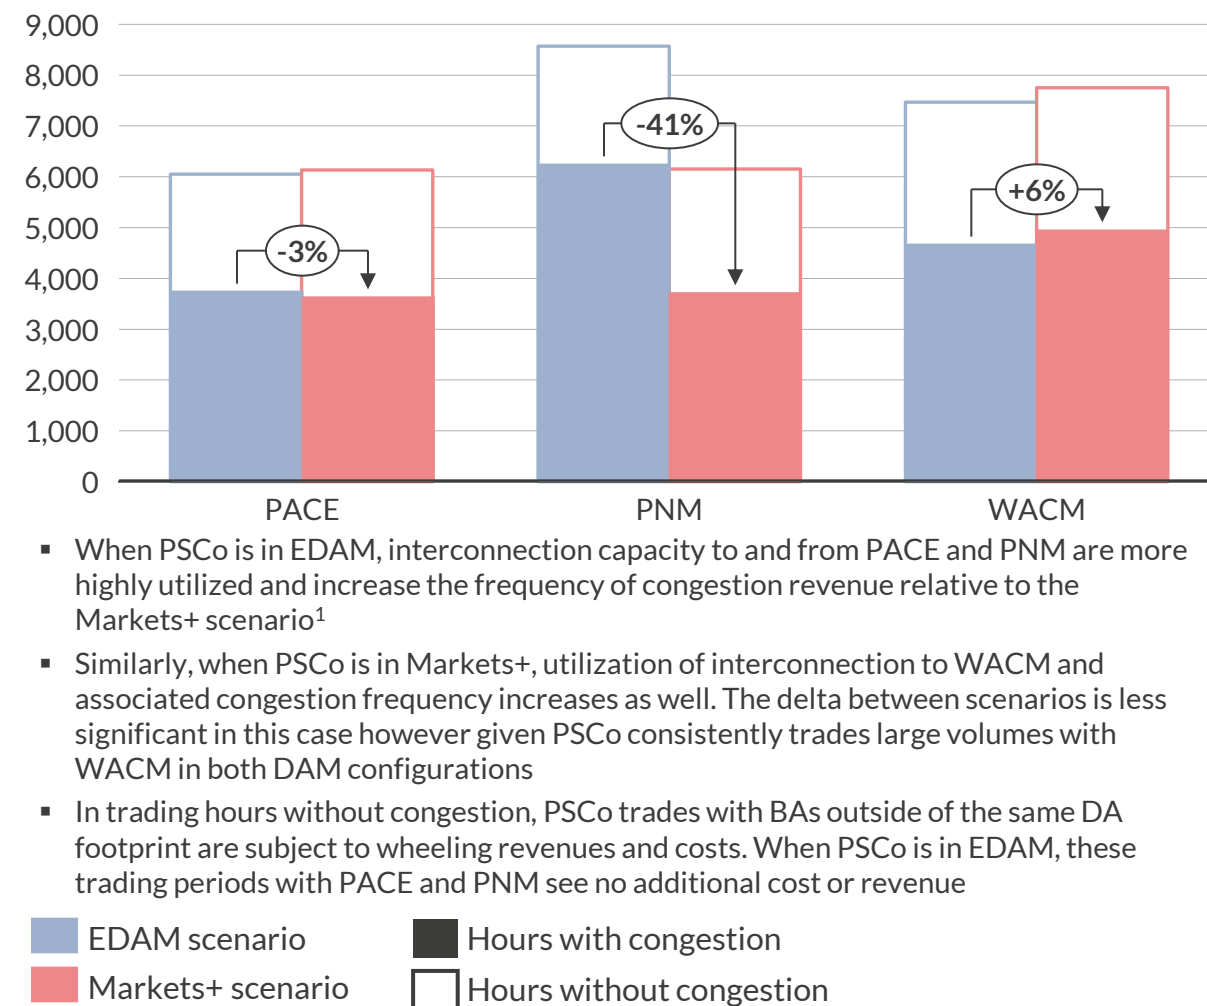 9,000
8,000
7,000
6,000
5,000
4,000
3,000
2,000
1,000
0
-3%
-41%
+6%
PACE
PNM
WACM
▪ When PSCo is in EDAM, interconnection capacity to and from PACE and PNM are more
highly utilized and increase the frequency of congestion revenue relative to the
Markets+ scenario¹
▪ Similarly, when PSCo is in Markets+, utilization of interconnection to WACM and
associated congestion frequency increases as well. The delta between scenarios is less
significant in this case however given PSCo consistently trades large volumes with
WACM in both DAM configurations
▪ In trading hours without congestion, PSCo trades with BAs outside of the same DA
footprint are subject to wheeling revenues and costs. When PSCo is in EDAM, these
trading periods with PACE and PNM see no additional cost or revenue
EDAM scenario
Hours with congestion
Markets+ scenario
Hours without congestion